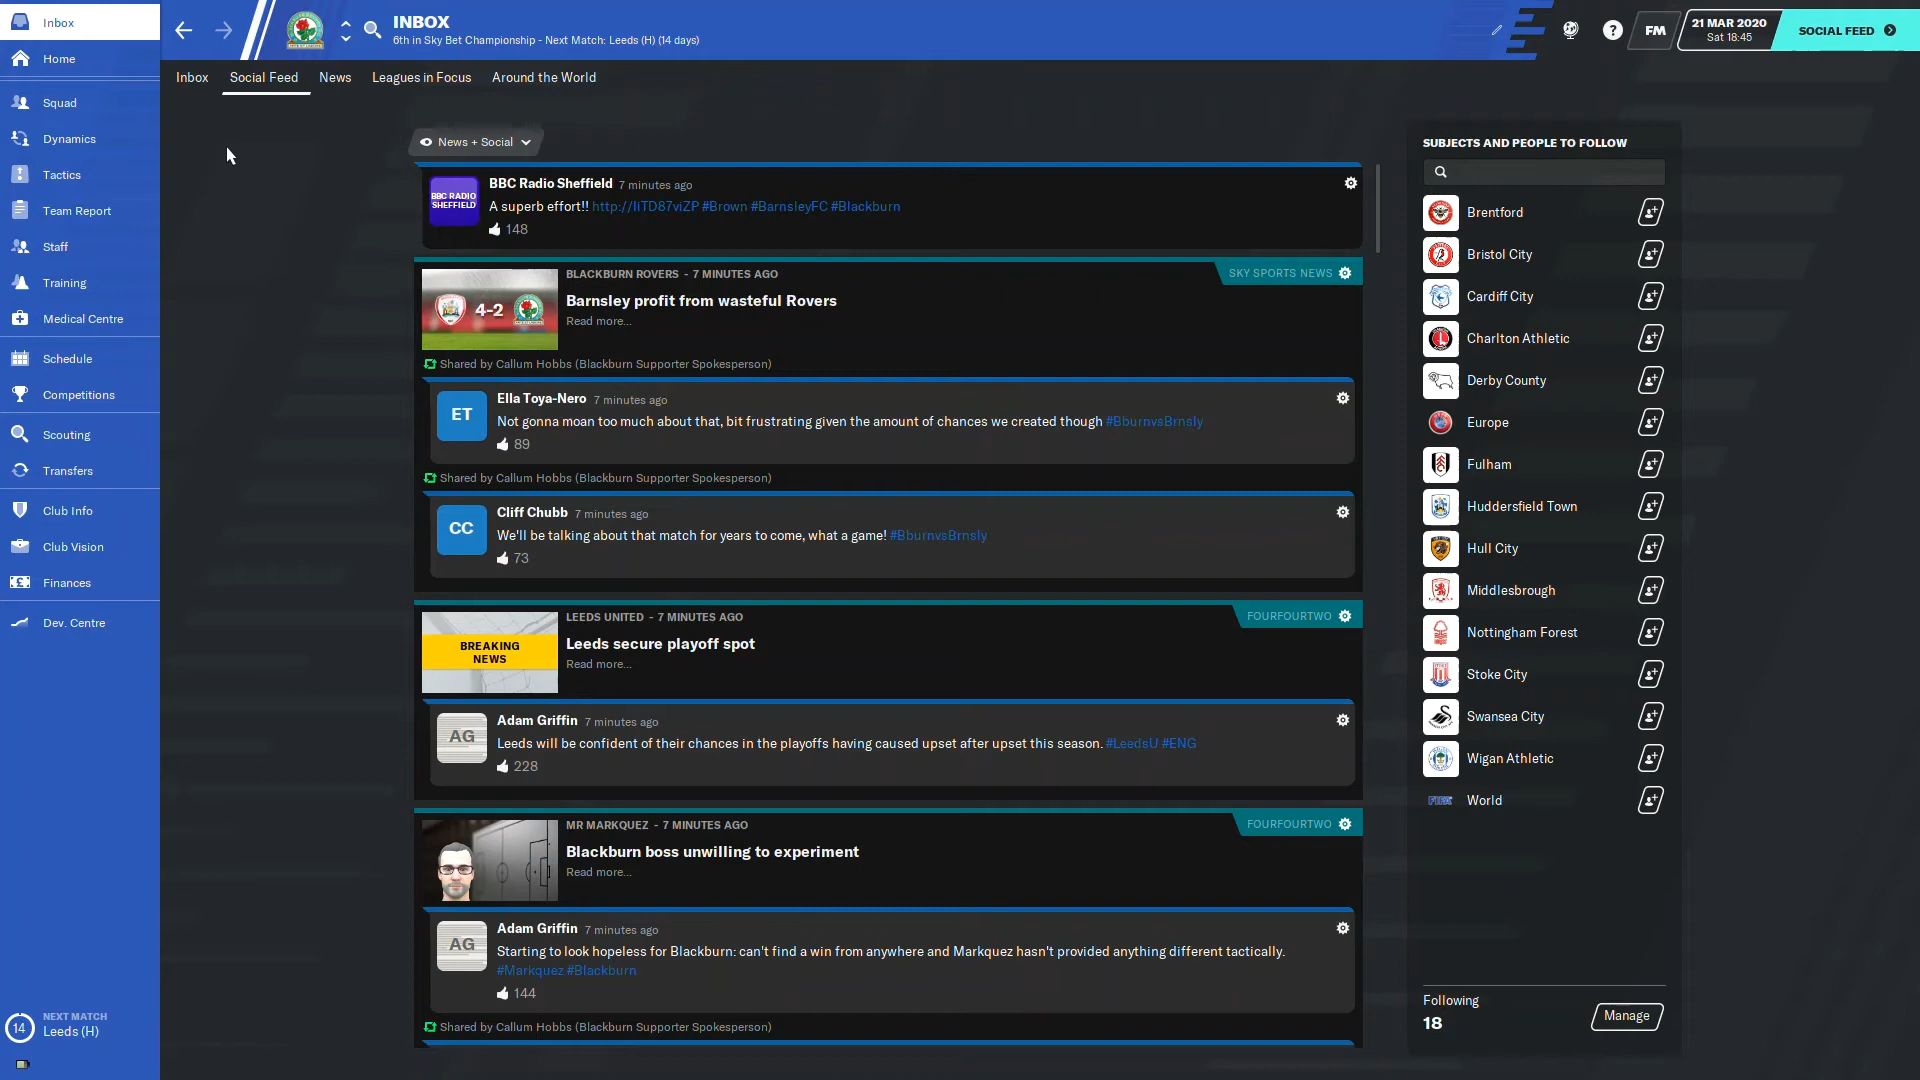 Inbox
Home
Squad
Dynamics
Tactics
Team Report
Staff
Training
Medical Centre
Schedule
Competitions
Scouting
Transfers
Club Info
Club Vision
Finances
Dev. Centre
14
NEXT MATCH
Leeds (H)
INBOX
6th in Sky Bet Championship - Next Match: Leeds (H) (14 days)
?
FM
21 MAR 2020
Sat 18:45
SOCIAL FEED
Inbox Social Feed News Leagues in Focus Around the World
News + Social
BBC RADIO
SHEFFIELD
BBC Radio Sheffield 7 minutes ago
A superb effort!! http://IiTD87viZP #Brown #BarnsleyFC #Blackburn
148
BLACKBURN ROVERS - 7 MINUTES AGO
SKY SPORTS NEWS
4-2
Barnsley profit from wasteful Rovers
Read more...
Shared by Callum Hobbs (Blackburn Supporter Spokesperson)
ET
Ella Toya-Nero 7 minutes ago
Not gonna moan too much about that, bit frustrating given the amount of chances we created though #BburnvsBrnsly
89
Shared by Callum Hobbs (Blackburn Supporter Spokesperson)
CC
Cliff Chubb 7 minutes ago
We'll be talking about that match for years to come, what a game! #BburnvsBrnsly
73
LEEDS UNITED - 7 MINUTES AGO
FOURFOURTWO
BREAKING
NEWS
Leeds secure playoff spot
Read more...
AG
Adam Griffin 7 minutes ago
Leeds will be confident of their chances in the playoffs having caused upset after upset this season. #LeedsU #ENG
228
MR MARKQUEZ - 7 MINUTES AGO
FOURFOURTWO
Blackburn boss unwilling to experiment
Read more...
AG
Adam Griffin 7 minutes ago
Starting to look hopeless for Blackburn: can't find a win from anywhere and Markquez hasn't provided anything different tactically.
#Markquez #Blackburn
144
Shared by Callum Hobbs (Blackburn Supporter Spokesperson)
SUBJECTS AND PEOPLE TO FOLLOW
Brentford
Bristol City
Cardiff City
Charlton Athletic
Derby County
Europe
Fulham
Huddersfield Town
Hull City
Middlesbrough
Nottingham Forest
Stoke City
Swansea City
Wigan Athletic
FIFA World
Following
18
Manage